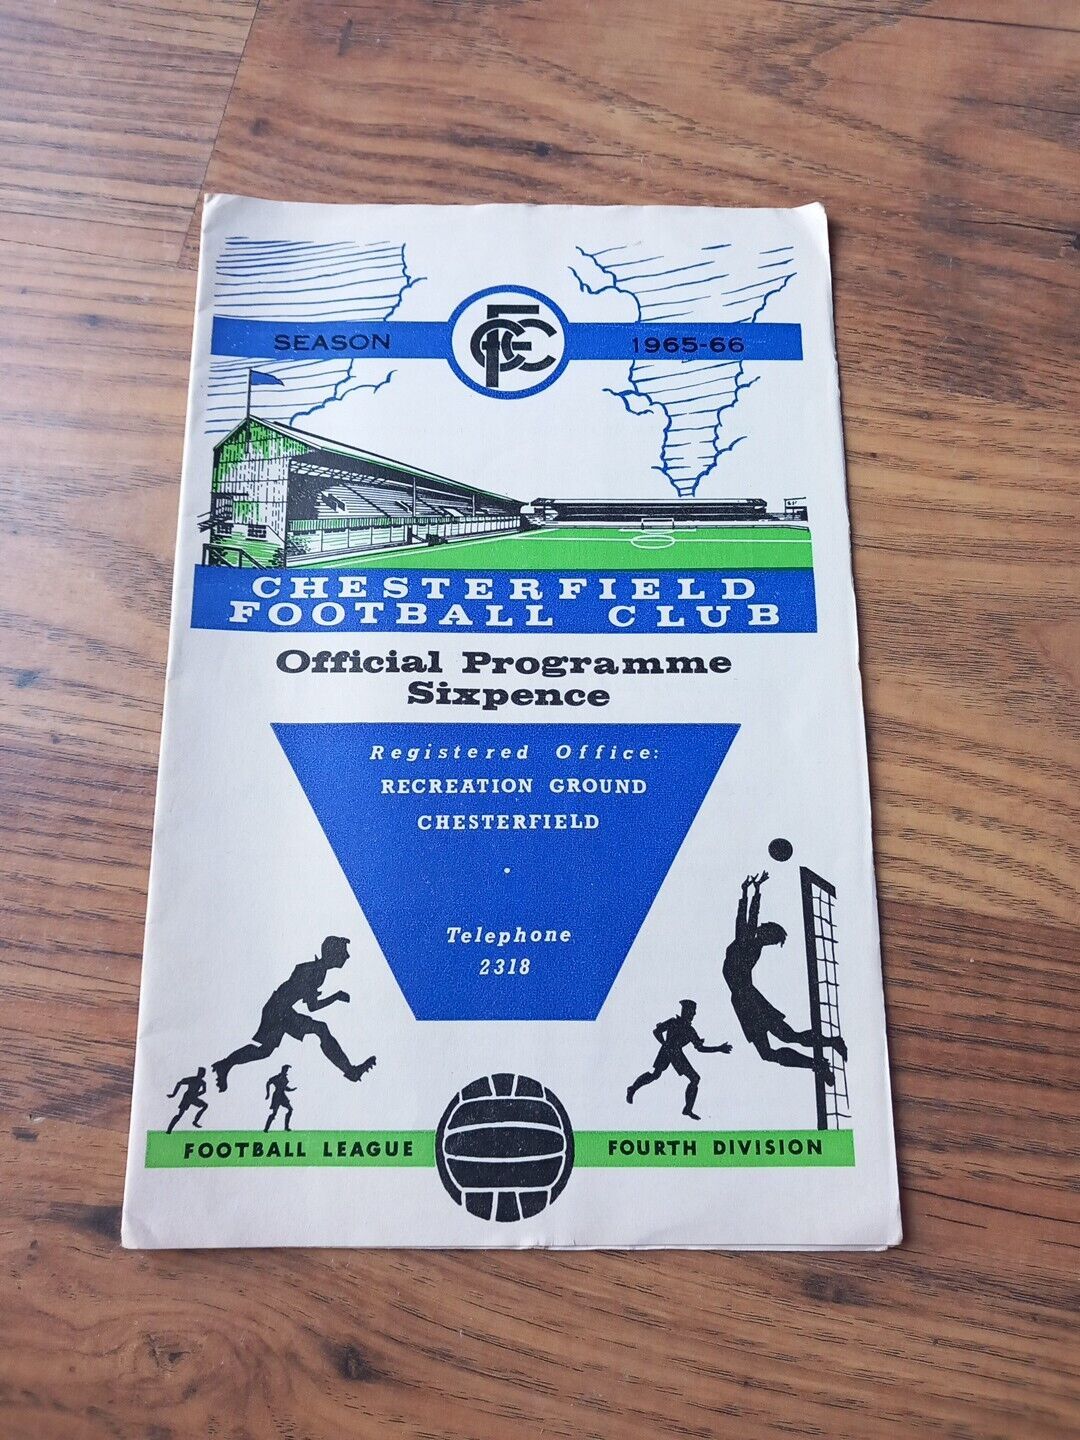 SEASON CFC 1965-66
CHESTERFIELD
FOOTBALL CLUB
Official Programme
Sixpence
Registered Office:
RECREATION GROUND
CHESTERFIELD
Telephone
2318
FOOTBALL LEAGUE FOURTH DIVISION